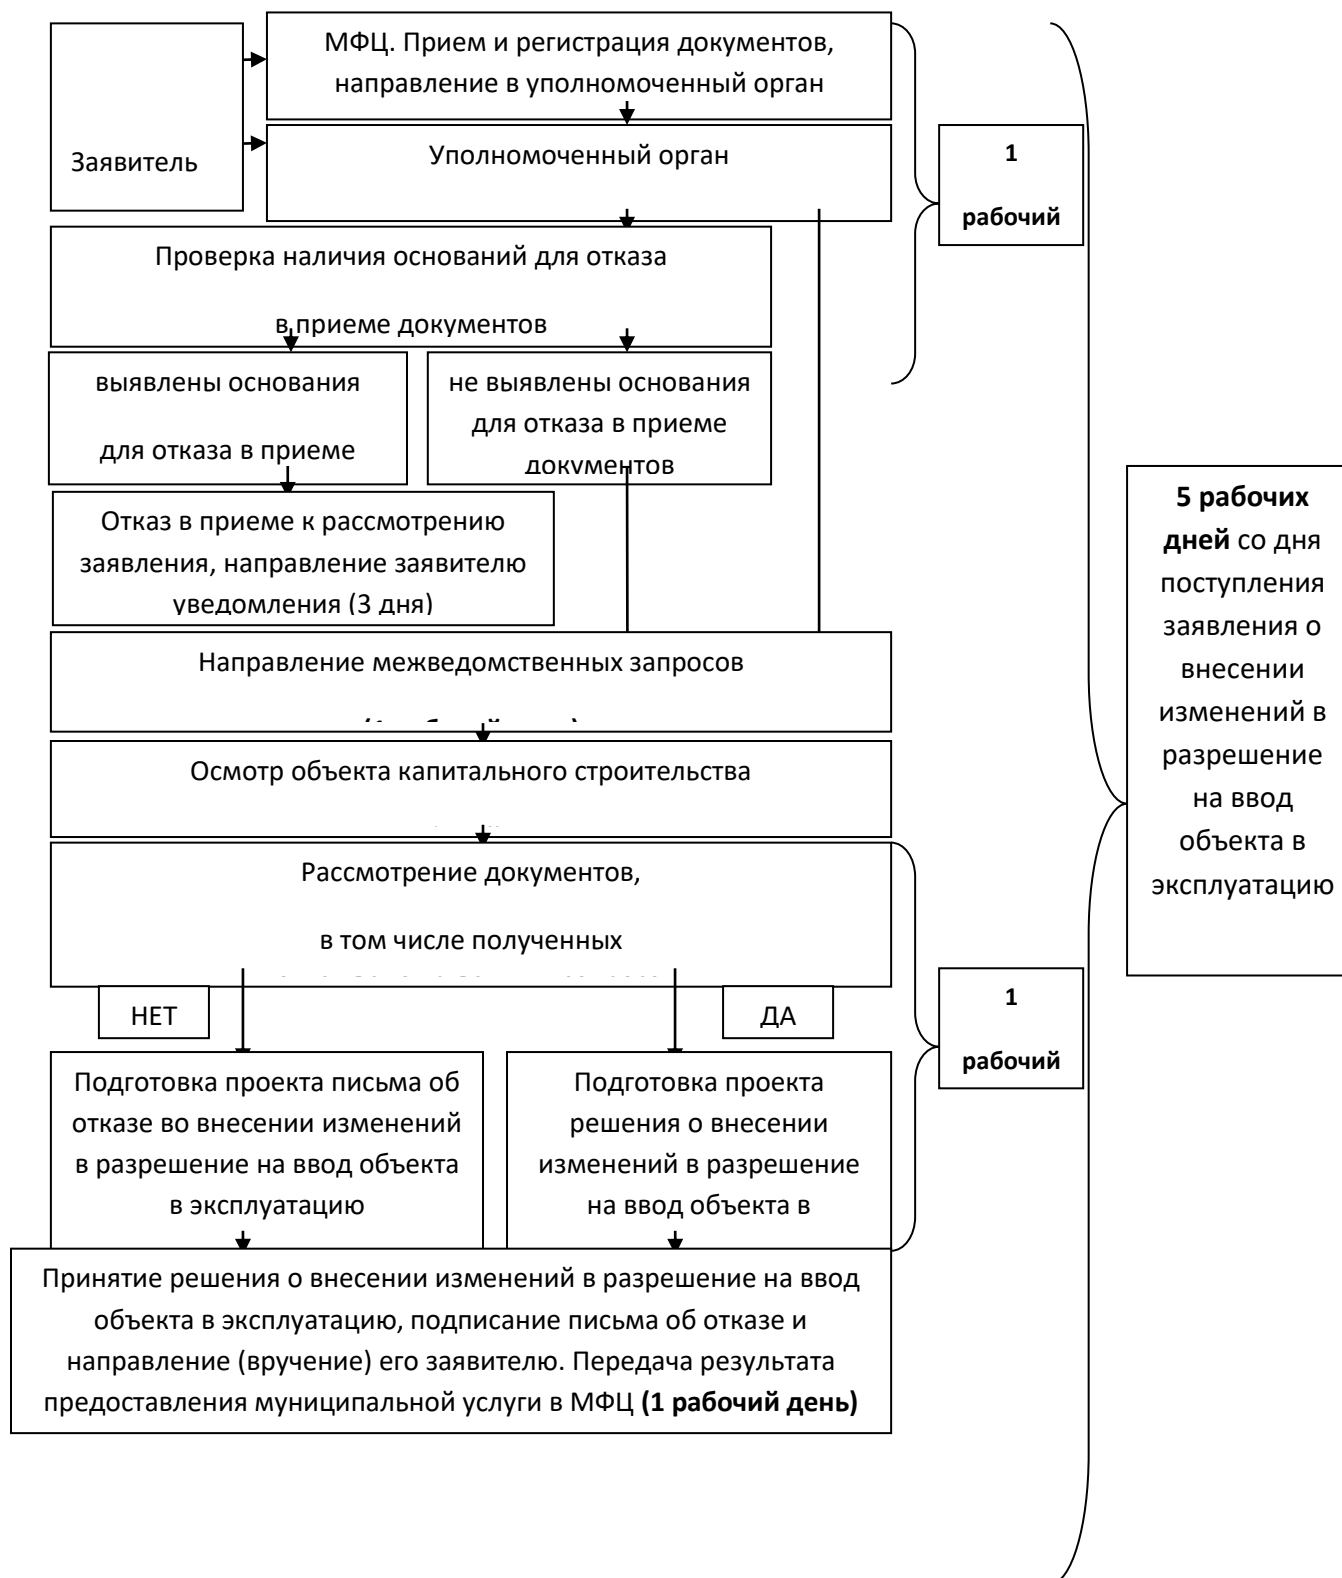 Заявитель
МФЦ. Прием и регистрация документов,
направление в уполномоченный орган
Уполномоченный орган
1
рабочий
Проверка наличия оснований для отказа
в приеме документов
выявлены основания
для отказа в приеме
не выявлены основания
для отказа в приеме
документов
Отказ в приеме к рассмотрению
заявления, направление заявителю
уведомления (3 дня)
Направление межведомственных запросов
Осмотр объекта капитального строительства
Рассмотрение документов,
в том числе полученных
НЕТ
ДА
1
рабочий
Подготовка проекта письма об
отказе во внесении изменений
в разрешение на ввод объекта
в эксплуатацию
Подготовка проекта
решения о внесении
изменений в разрешение
на ввод объекта в
Принятие решения о внесении изменений в разрешение на ввод
объекта в эксплуатацию, подписание письма об отказе и
направление (вручение) его заявителю. Передача результата
предоставления муниципальной услуги в МФЦ (1 рабочий день)
5 рабочих
дней со дня
поступления
заявления о
внесении
изменений в
разрешение
на ввод
объекта в
эксплуатацию